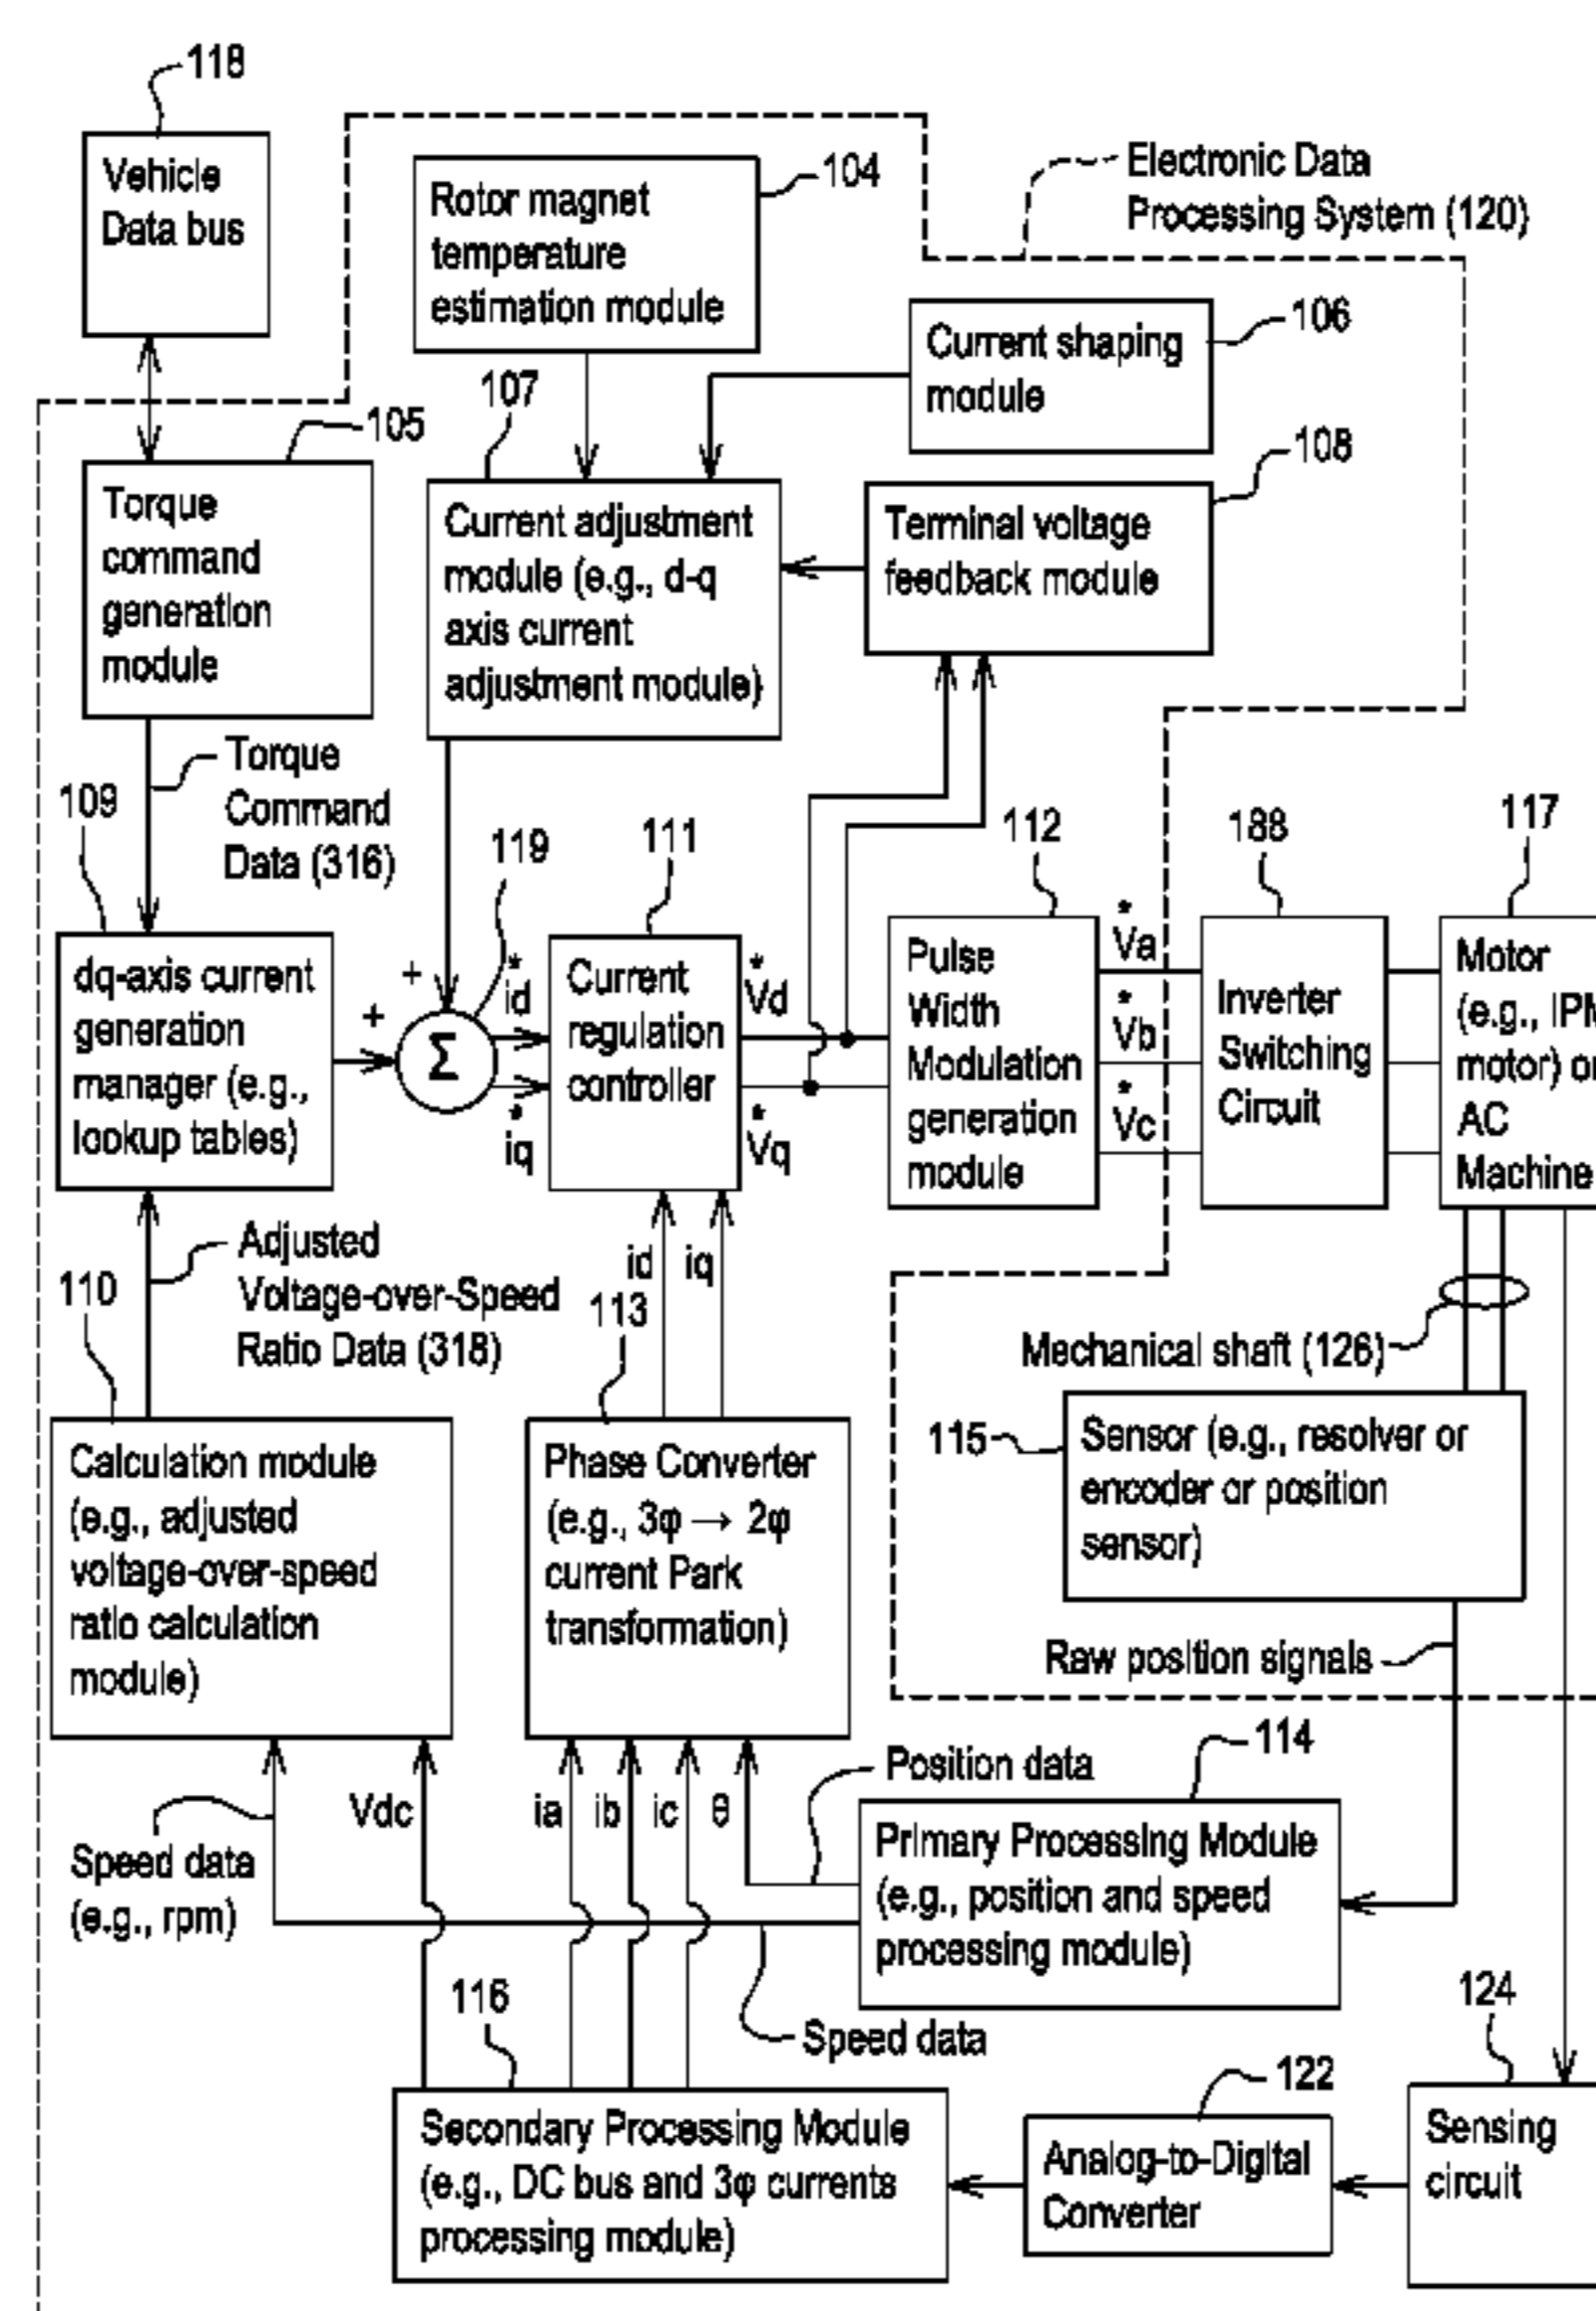 118
Vehicle
Data bus
Rotor magnet
temperature
estimation module
104
Electronic Data
Processing System (120)
Current shaping
module
106
107
105
108
Torque
command
generation
module
Current adjustment
module (e.g., d-q
axis current
adjustment module)
Terminal voltage
feedback module
Torque
Command
Data (316)
109
119
111
112
188
117
dq-axis current
generation
manager (e.g.,
lookup tables)
+
+
Σ
*
id
*
iq
Current
regulation
controller
*
Vd
*
Vq
Pulse
Width
Modulation
generation
module
*
Va
*
Vb
*
Vc
Inverter
Switching
Circuit
Motor
(e.g., IPM
motor) or
AC
Machine
Adjusted
Voltage-over-Speed
Ratio Data (318)
id
iq
110
113
Mechanical shaft (126)
Calculation module
(e.g., adjusted
voltage-over-speed
ratio calculation
module)
Phase Converter
(e.g., 3φ → 2φ
current Park
transformation)
115
Sensor (e.g., resolver or
encoder or position
sensor)
Raw position signals
114
Position data
Vdc
ia
ib
ic
θ
Speed data
(e.g., rpm)
Primary Processing Module
(e.g., position and speed
processing module)
116
Speed data
124
122
Secondary Processing Module
(e.g., DC bus and 3φ currents
processing module)
Analog-to-Digital
Converter
Sensing
circuit